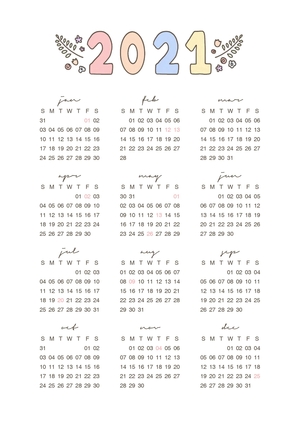 2021
jan
S M T W T F S
31 01 02
03 04 05 06 07 08 09
10 11 12 13 14 15 16
17 18 19 20 21 22 23
24 25 26 27 28 29 30
feb
S M T W T F S
01 02 03 04 05 06
07 08 09 10 11 12 13
14 15 16 17 18 19 20
21 22 23 24 25 26 27
28
mar
S M T W T F S
01 02 03 04 05 06
07 08 09 10 11 12 13
14 15 16 17 18 19 20
21 22 23 24 25 26 27
28 29 30 31
apr
S M T W T F S
01 02 03
04 05 06 07 08 09 10
11 12 13 14 15 16 17
18 19 20 21 22 23 24
25 26 27 28 29 30
may
S M T W T F S
30 31 01
02 03 04 05 06 07 08
09 10 11 12 13 14 15
16 17 18 19 20 21 22
23 24 25 26 27 28 29
jun
S M T W T F S
01 02 03 04 05
06 07 08 09 10 11 12
13 14 15 16 17 18 19
20 21 22 23 24 25 26
27 28 29 30
jul
S M T W T F S
01 02 03
04 05 06 07 08 09 10
11 12 13 14 15 16 17
18 19 20 21 22 23 24
25 26 27 28 29 30 31
aug
S M T W T F S
01 02 03 04 05 06 07
08 09 10 11 12 13 14
15 16 17 18 19 20 21
22 23 24 25 26 27 28
29 30 31
sep
S M T W T F S
01 02 03 04
05 06 07 08 09 10 11
12 13 14 15 16 17 18
19 20 21 22 23 24 25
26 27 28 29 30
oct
S M T W T F S
31 01 02
03 04 05 06 07 08 09
10 11 12 13 14 15 16
17 18 19 20 21 22 23
24 25 26 27 28 29 30
nov
S M T W T F S
01 02 03 04 05 06
07 08 09 10 11 12 13
14 15 16 17 18 19 20
21 22 23 24 25 26 27
28 29 30
dec
S M T W T F S
01 02 03 04
05 06 07 08 09 10 11
12 13 14 15 16 17 18
19 20 21 22 23 24 25
26 27 28 29 30 31